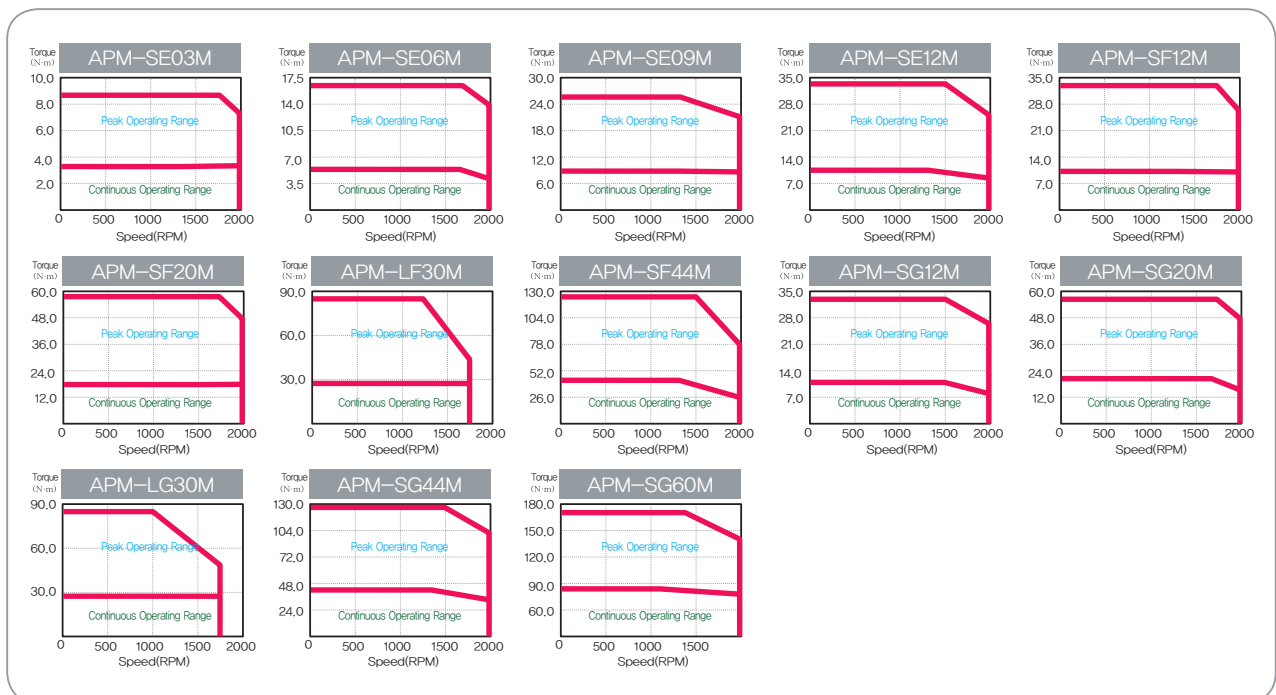 Torque
(N·m)
APM-SE03M
10.0
8.0
6.0
4.0
2.0
Peak Operating Range
Continuous Operating Range
0 500 1000 1500 2000
Speed(RPM)
Torque
(N·m)
APM-SE06M
17.5
14.0
10.5
7.0
3.5
Peak Operating Range
Continuous Operating Range
0 500 1000 1500 2000
Speed(RPM)
Torque
(N·m)
APM-SE09M
30.0
24.0
18.0
12.0
6.0
Peak Operating Range
Continuous Operating Range
0 500 1000 1500 2000
Speed(RPM)
Torque
(N·m)
APM-SE12M
35.0
28.0
21.0
14.0
7.0
Peak Operating Range
Continuous Operating Range
0 500 1000 1500 2000
Speed(RPM)
Torque
(N·m)
APM-SF12M
35.0
28.0
21.0
14.0
7.0
Peak Operating Range
Continuous Operating Range
0 500 1000 1500 2000
Speed(RPM)
Torque
(N·m)
APM-SF20M
60.0
48.0
36.0
24.0
12.0
Peak Operating Range
Continuous Operating Range
0 500 1000 1500 2000
Speed(RPM)
Torque
(N·m)
APM-LF30M
90.0
60.0
30.0
Peak Operating Range
Continuous Operating Range
0 500 1000 1500 2000
Speed(RPM)
Torque
(N·m)
APM-SF44M
130.0
104.0
78.0
52.0
26.0
Peak Operating Range
Continuous Operating Range
0 500 1000 1500 2000
Speed(RPM)
Torque
(N·m)
APM-SG12M
35.0
28.0
21.0
14.0
7.0
Peak Operating Range
Continuous Operating Range
0 500 1000 1500 2000
Speed(RPM)
Torque
(N·m)
APM-SG20M
60.0
48.0
36.0
24.0
12.0
Peak Operating Range
Continuous Operating Range
0 500 1000 1500 2000
Speed(RPM)
Torque
(N·m)
APM-LG30M
90.0
60.0
30.0
Peak Operating Range
Continuous Operating Range
0 500 1000 1500 2000
Speed(RPM)
Torque
(N·m)
APM-SG44M
130.0
104.0
72.0
48.0
24.0
Peak Operating Range
Continuous Operating Range
0 500 1000 1500 2000
Speed(RPM)
Torque
(N·m)
APM-SG60M
180.0
150.0
120.0
90.0
60.0
Peak Operating Range
Continuous Operating Range
0 500 1000 1500
Speed(RPM)